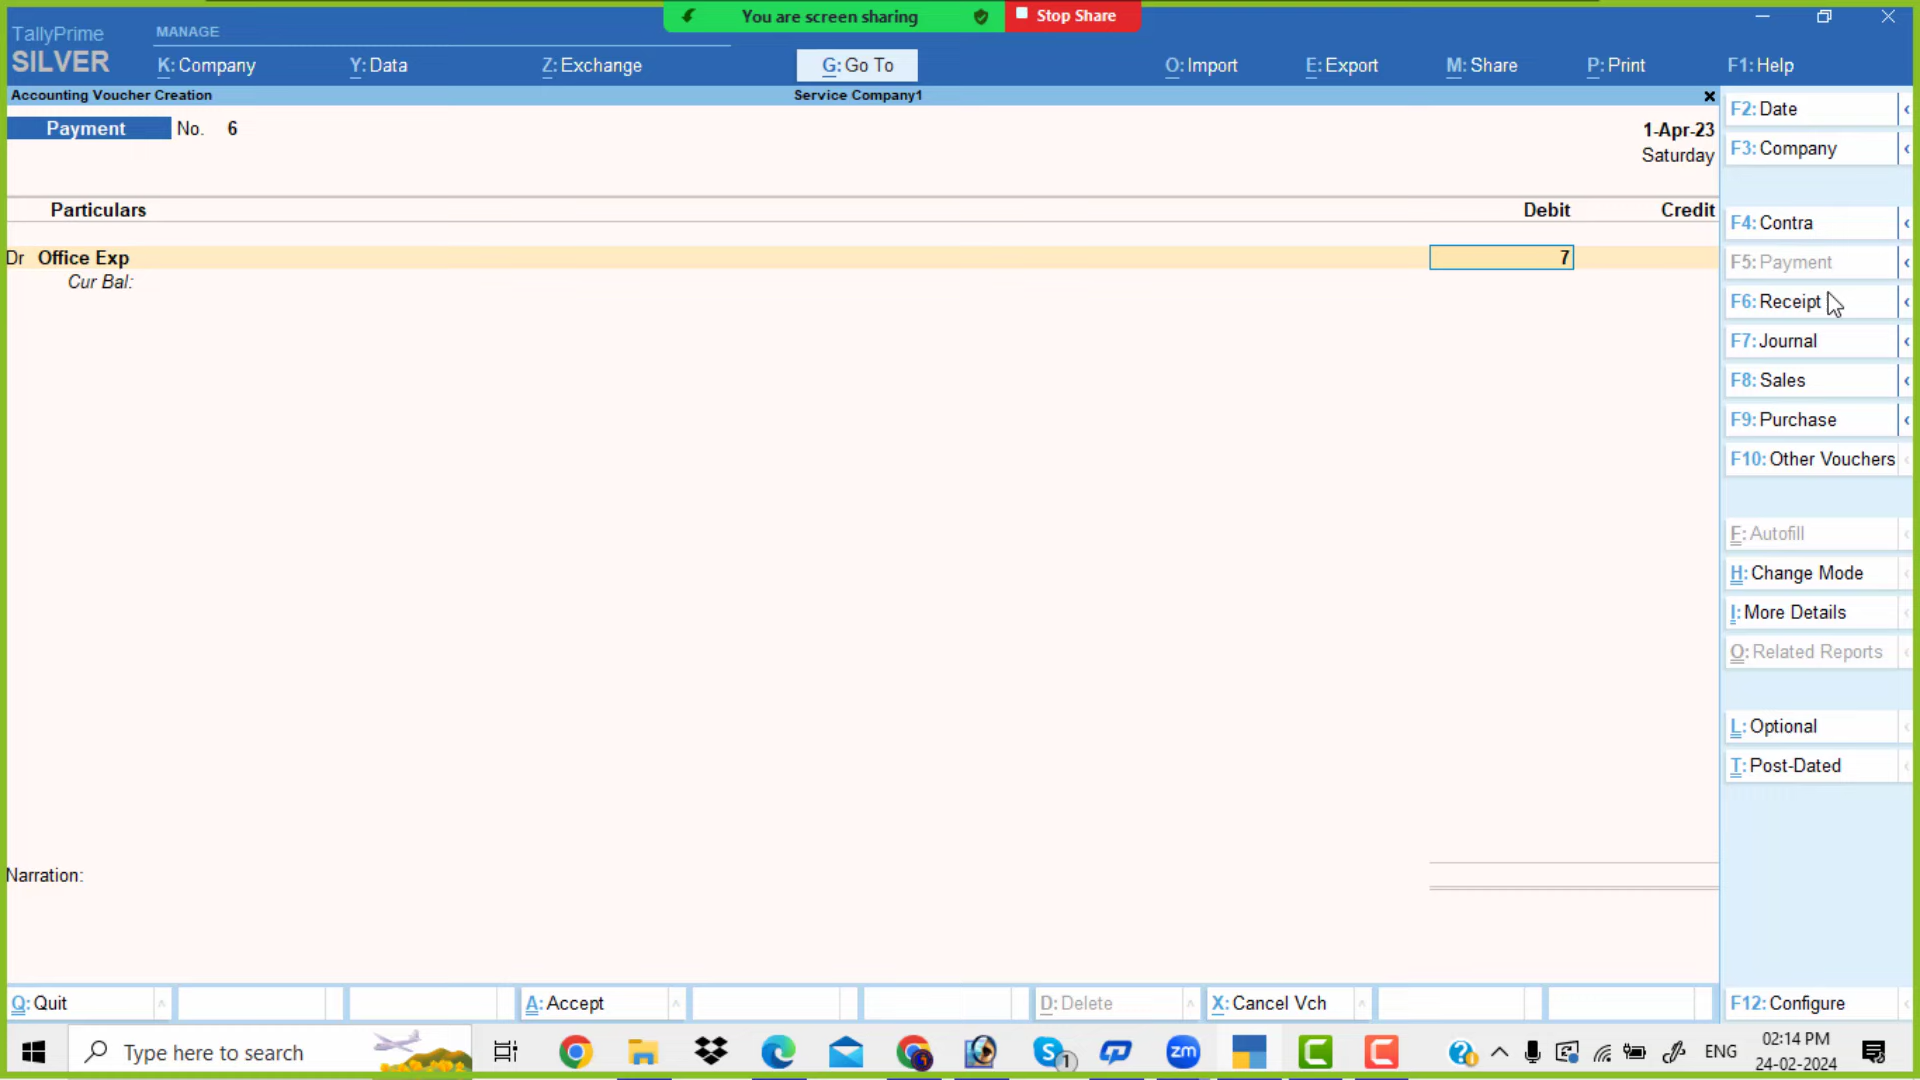 You are screen sharing
Stop Share
TallyPrime
SILVER
MANAGE
K: Company
Y: Data
Z: Exchange
G: Go To
O: Import
E: Export
M: Share
P: Print
F1: Help
Accounting Voucher Creation
Service Company1
Payment No. 6
1-Apr-23
Saturday
Particulars Debit Credit
Dr Office Exp 7
Cur Bal:
Narration:
F2: Date
F3: Company
F4: Contra
F5: Payment
F6: Receipt
F7: Journal
F8: Sales
F9: Purchase
F10: Other Vouchers
F: Autofill
H: Change Mode
I: More Details
O: Related Reports
L: Optional
T: Post-Dated
Q: Quit
A: Accept
D: Delete
X: Cancel Vch
F12: Configure
Type here to search
1
zm
ENG
02:14 PM
24-02-2024